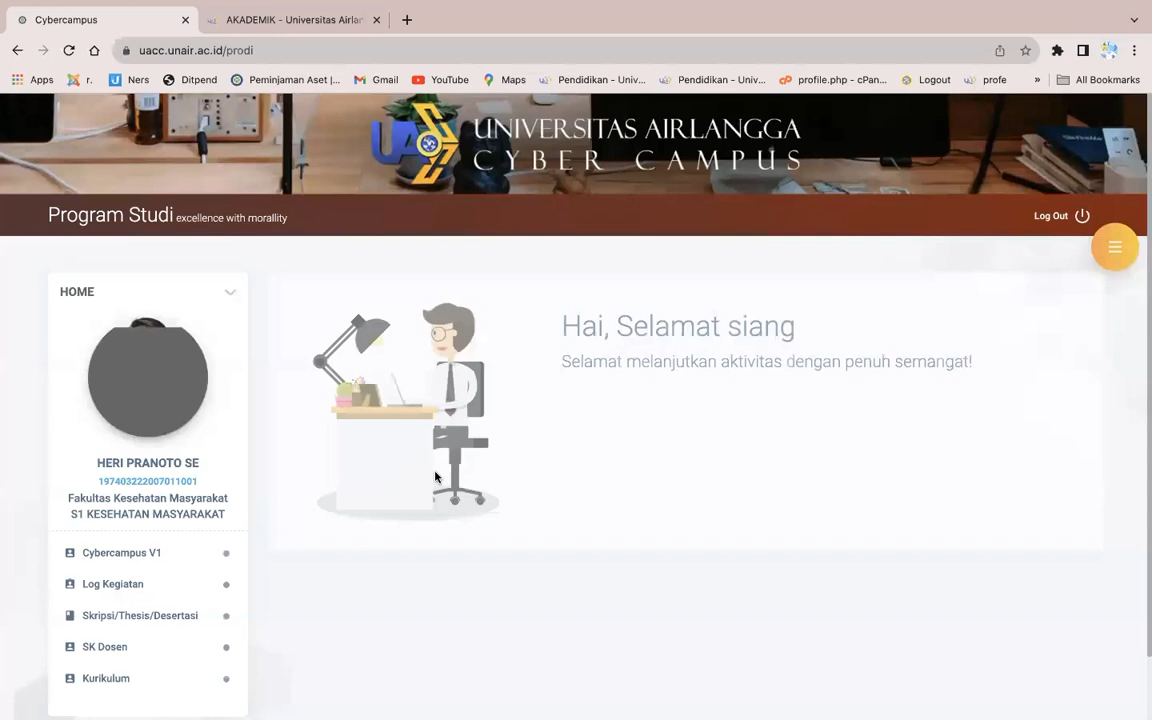 Cybercampus
AKADEMIK - Universitas Airlan
uacc.unair.ac.id/prodi
Apps
r.
Ners
Ditpend
Peminjaman Aset |...
Gmail
YouTube
Maps
Pendidikan - Univ...
Pendidikan - Univ...
profile.php - cPan...
Logout
profe
»
All Bookmarks
UNIVERSITAS AIRLANGGA
CYBER CAMPUS
Program Studi excellence with morallity
Log Out
HOME
HERI PRANOTO SE
197403222007011001
Fakultas Kesehatan Masyarakat
S1 KESEHATAN MASYARAKAT
Cybercampus V1
Log Kegiatan
Skripsi/Thesis/Desertasi
SK Dosen
Kurikulum
Hai, Selamat siang
Selamat melanjutkan aktivitas dengan penuh semangat!